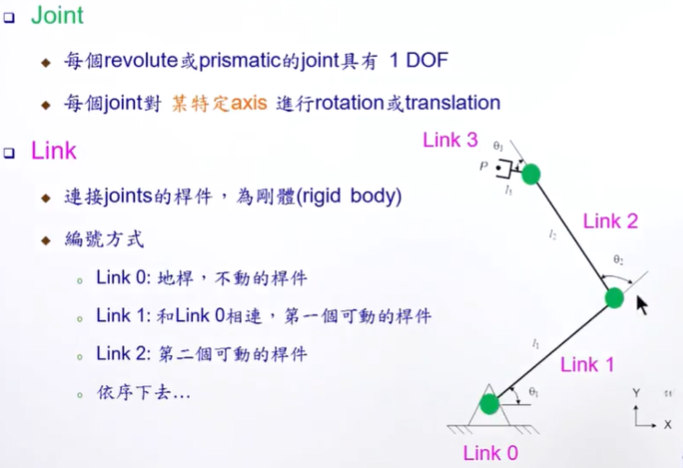 Joint
每個revolute或prismatic的joint具有 1 DOF
每個joint對 某特定axis 進行rotation或translation
Link
連接joints的桿件，為剛體(rigid body)
編號方式
Link 0: 地桿，不動的桿件
Link 1: 和Link 0相連，第一個可動的桿件
Link 2: 第二個可動的桿件
依序下去...
Link 3
θ₃
P
l₃
Link 2
l₂
θ₂
l₁
Link 1
θ₁
Y
X
Link 0